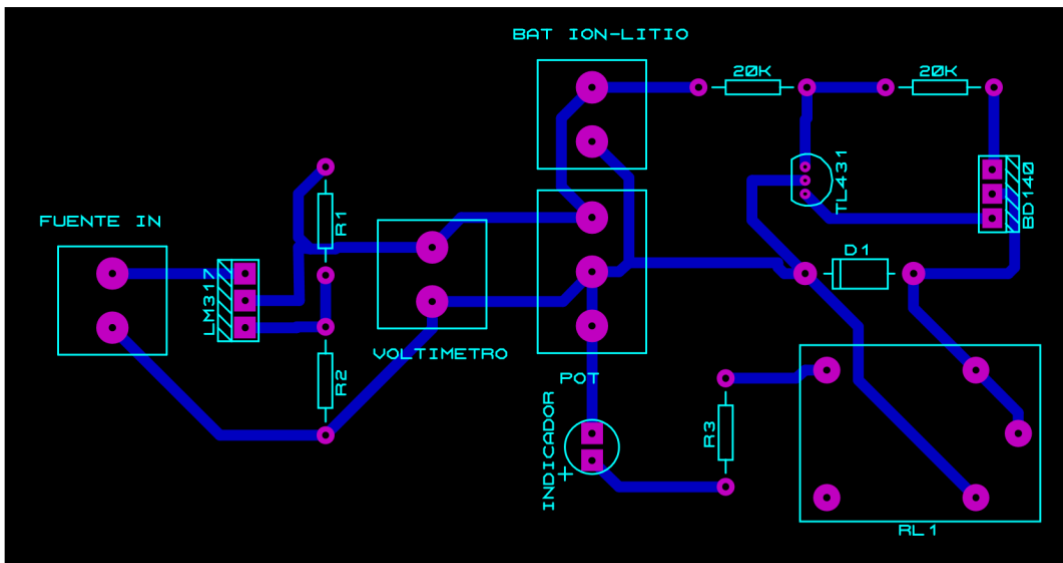 BAT ION-LITIO
20K
20K
TL431
BD140
FUENTE IN
R1
D1
LM317
VOLTIMETRO
R2
POT
INDICADOR
+
R3
RL1